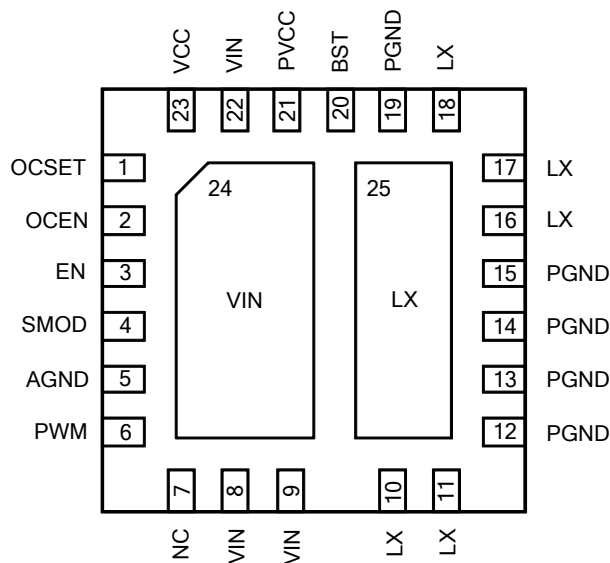 VCC VIN PVCC BST PGND LX
23 22 21 20 19 18
OCSET 1 17 LX
24 25
OCEN 2 16 LX
EN 3 15 PGND
VIN LX
SMOD 4 14 PGND
AGND 5 13 PGND
PWM 6 12 PGND
7 8 9 10 11
NC VIN VIN LX LX